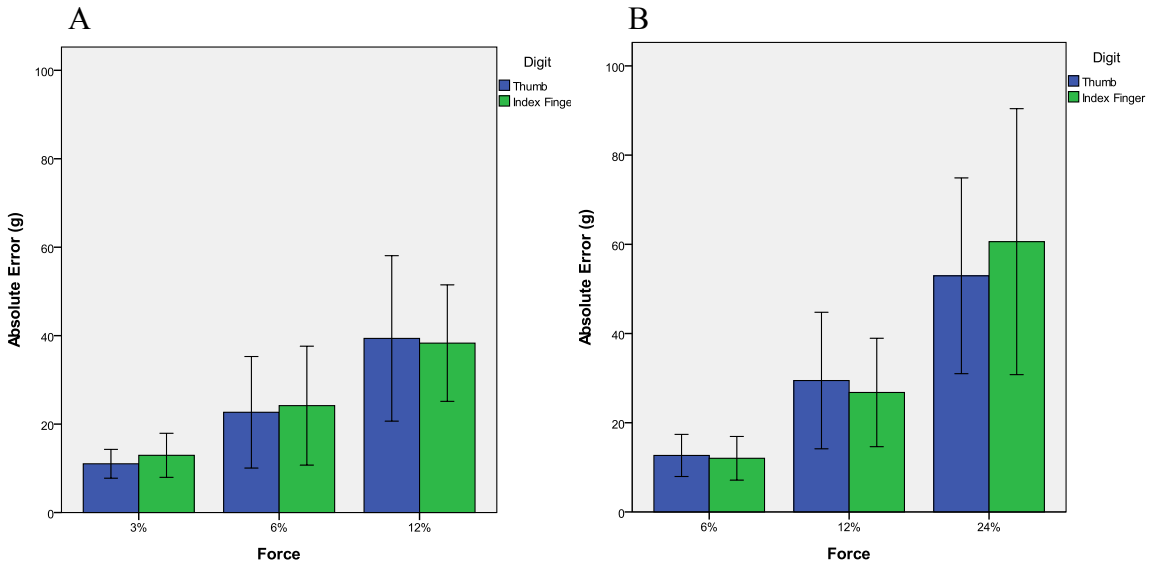 A
Digit
Thumb
Index Finge
100
80
60
40
20
0
Absolute Error (g)
3%
6%
12%
Force
B
Digit
Thumb
Index Finger
100
80
60
40
20
0
Absolute Error (g)
6%
12%
24%
Force